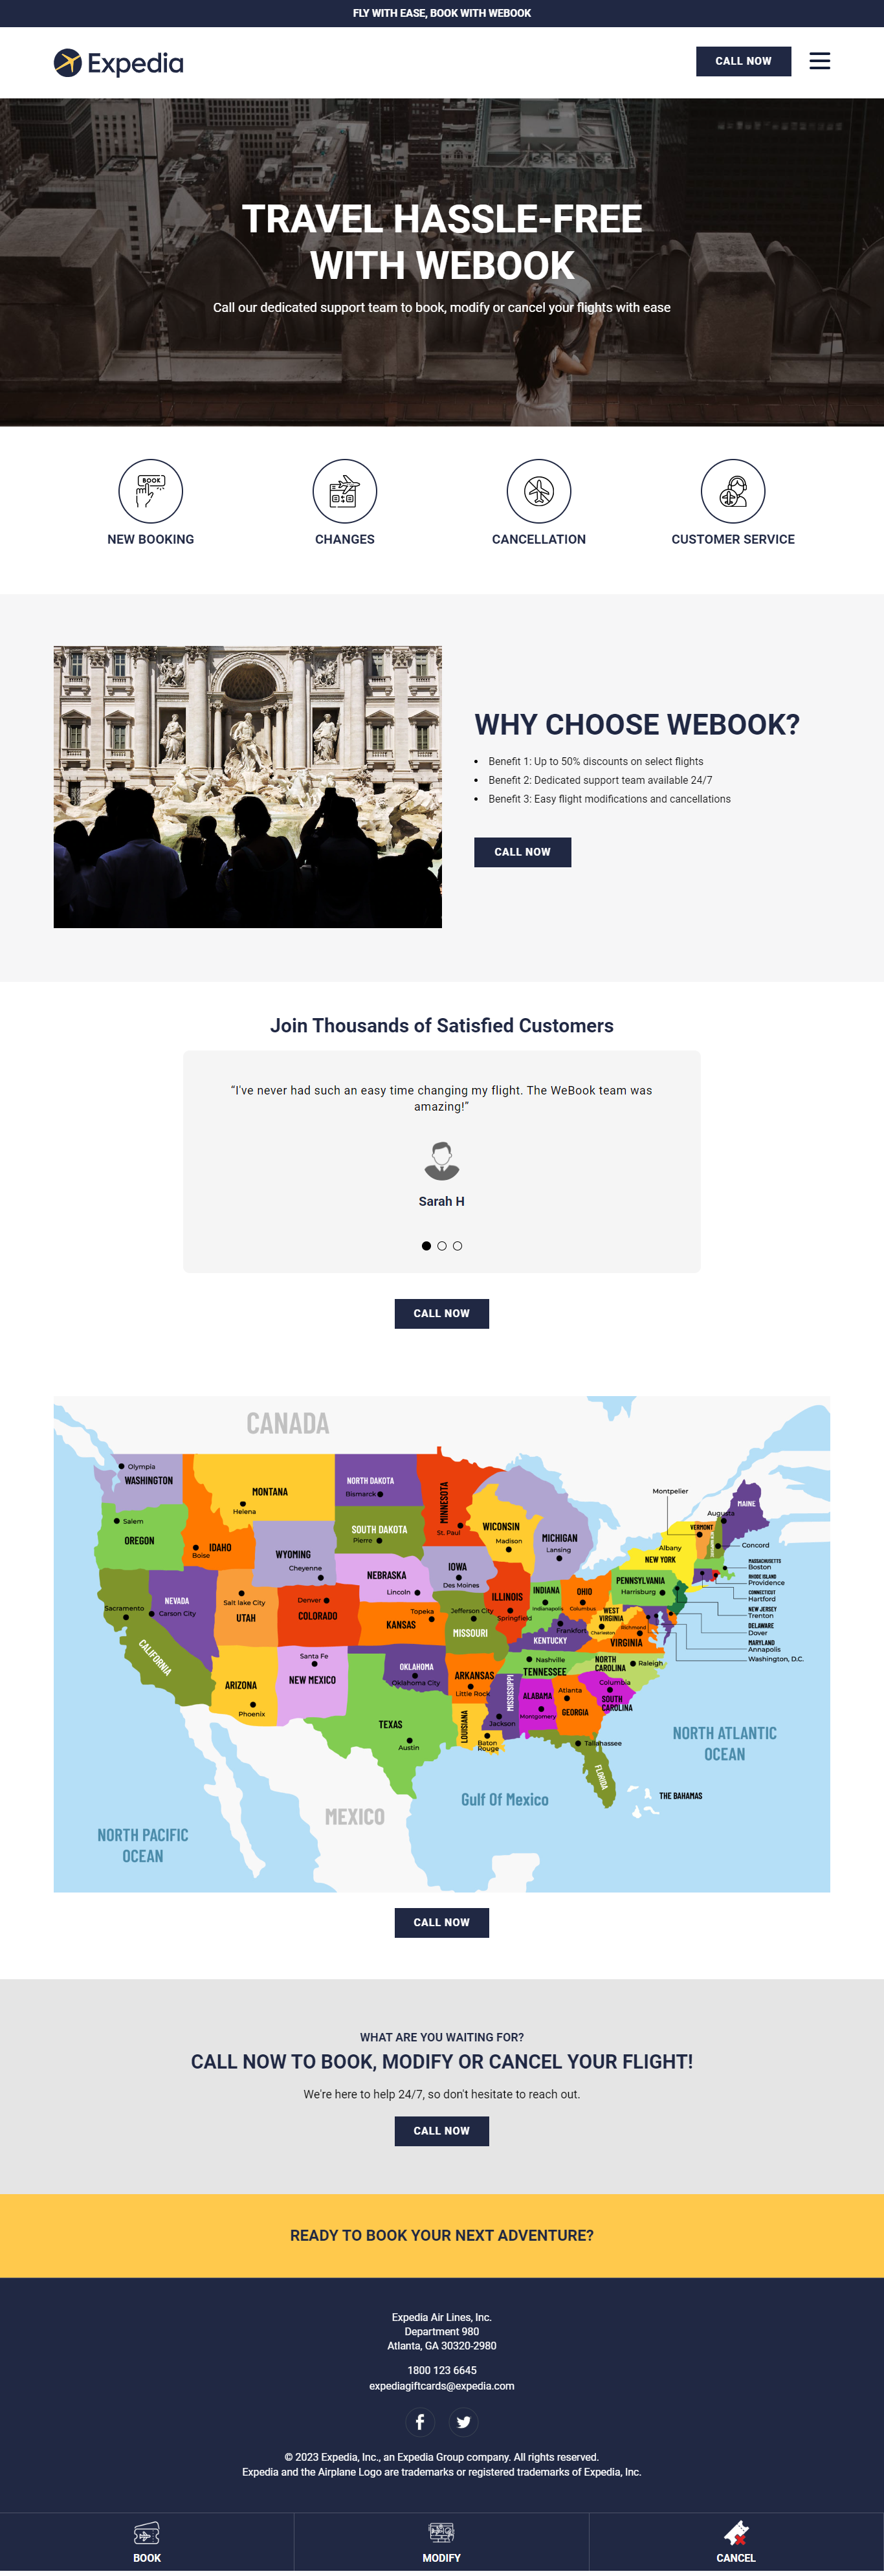 FLY WITH EASE, BOOK WITH WEBOOK
Expedia
CALL NOW
TRAVEL HASSLE-FREE
WITH WEBOOK
Call our dedicated support team to book, modify or cancel your flights with ease
BOOK
NEW BOOKING
CHANGES
CANCELLATION
CUSTOMER SERVICE
WHY CHOOSE WEBOOK?
Benefit 1: Up to 50% discounts on select flights
Benefit 2: Dedicated support team available 24/7
Benefit 3: Easy flight modifications and cancellations
CALL NOW
Join Thousands of Satisfied Customers
“I've never had such an easy time changing my flight. The WeBook team was
amazing!”
Sarah H
CALL NOW
CANADA
Olympia
WASHINGTON
MONTANA
Helena
NORTH DAKOTA
Bismarck
MINNESOTA
St. Paul
Salem
OREGON
IDAHO
Boise
WYOMING
Cheyenne
SOUTH DAKOTA
Pierre
WICONSIN
Madison
MICHIGAN
Lansing
Montpelier
MAINE
Augusta
VERMONT
Concord
Albany
NEW YORK
MASSACHUSETTS
Boston
RHODE ISLAND
Providence
CONNECTICUT
Hartford
NEW JERSEY
Trenton
DELAWARE
Dover
MARYLAND
Annapolis
Washington, D.C.
NEBRASKA
Lincoln
IOWA
Des Moines
ILLINOIS
Springfield
INDIANA
Indianapolis
OHIO
Columbus
PENNSYLVANIA
Harrisburg
NEVADA
Carson City
Sacramento
CALIFORNIA
Salt lake City
UTAH
Denver
COLORADO
Topeka
KANSAS
Jefferson City
MISSOURI
Frankfort
KENTUCKY
WEST
VIRGINIA
Charleston
Richmond
VIRGINIA
ARIZONA
Phoenix
Santa Fe
NEW MEXICO
OKLAHOMA
Oklahoma City
ARKANSAS
Little Rock
Nashville
TENNESSEE
NORTH
CAROLINA
Raleigh
Columbia
SOUTH
CAROLINA
MISSISSIPPI
Jackson
ALABAMA
Montgomery
Atlanta
GEORGIA
TEXAS
Austin
LOUISIANA
Baton
Rouge
Tallahassee
FLORIDA
THE BAHAMAS
NORTH ATLANTIC
OCEAN
Gulf Of Mexico
MEXICO
NORTH PACIFIC
OCEAN
CALL NOW
WHAT ARE YOU WAITING FOR?
CALL NOW TO BOOK, MODIFY OR CANCEL YOUR FLIGHT!
We're here to help 24/7, so don't hesitate to reach out.
CALL NOW
READY TO BOOK YOUR NEXT ADVENTURE?
Expedia Air Lines, Inc.
Department 980
Atlanta, GA 30320-2980
1800 123 6645
expediagiftcards@expedia.com
© 2023 Expedia, Inc., an Expedia Group company. All rights reserved.
Expedia and the Airplane Logo are trademarks or registered trademarks of Expedia, Inc.
BOOK
MODIFY
CANCEL